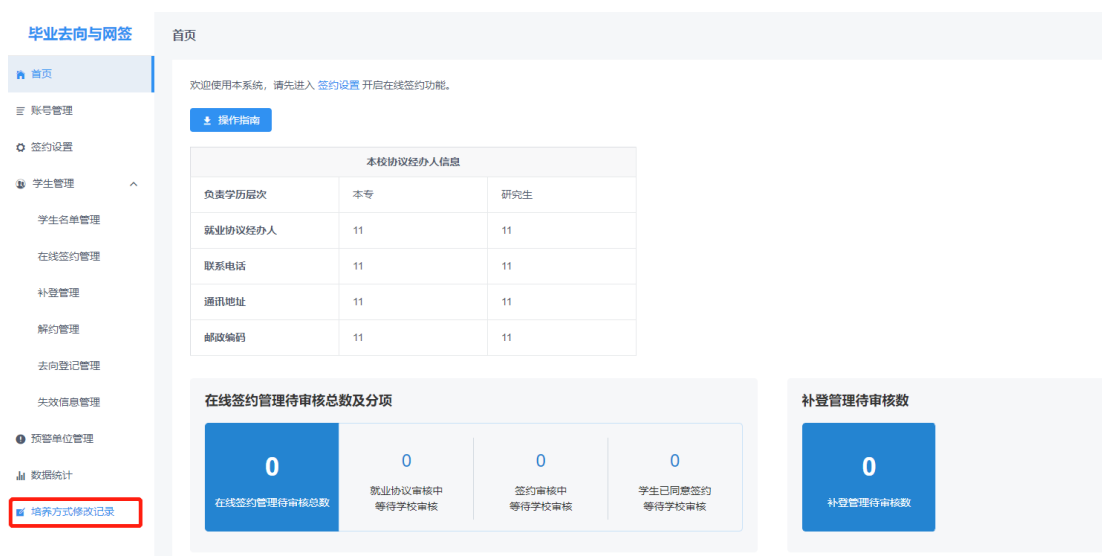 毕业去向与网签
首页
账号管理
签约设置
学生管理
学生名单管理
在线签约管理
补登管理
解约管理
去向登记管理
失效信息管理
预警单位管理
数据统计
培养方式修改记录
首页
欢迎使用本系统，请先进入 签约设置 开启在线签约功能。
操作指南
本校协议经办人信息
负责学历层次 本专 研究生
就业协议经办人 11 11
联系电话 11 11
通讯地址 11 11
邮政编码 11 11
在线签约管理待审核总数及分项
0
在线签约管理待审核总数
0
就业协议审核中
等待学校审核
0
签约审核中
等待学校审核
0
学生已同意签约
等待学校审核
补登管理待审核数
0
补登管理待审核数